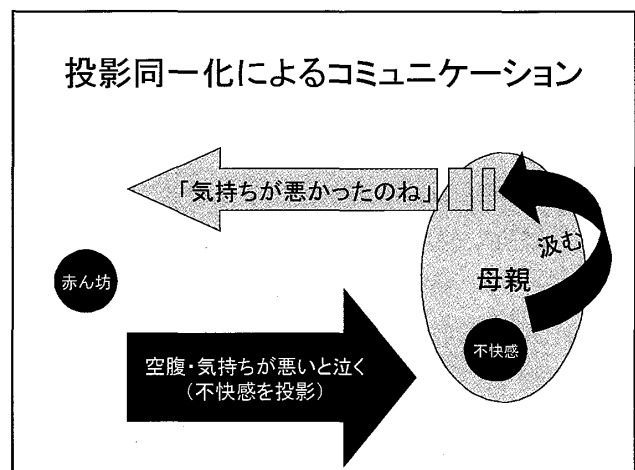 投影同一化によるコミュニケーション
「気持ちが悪かったのね」
汲む
赤ん坊
母親
不快感
空腹・気持ちが悪いと泣く
(不快感を投影)